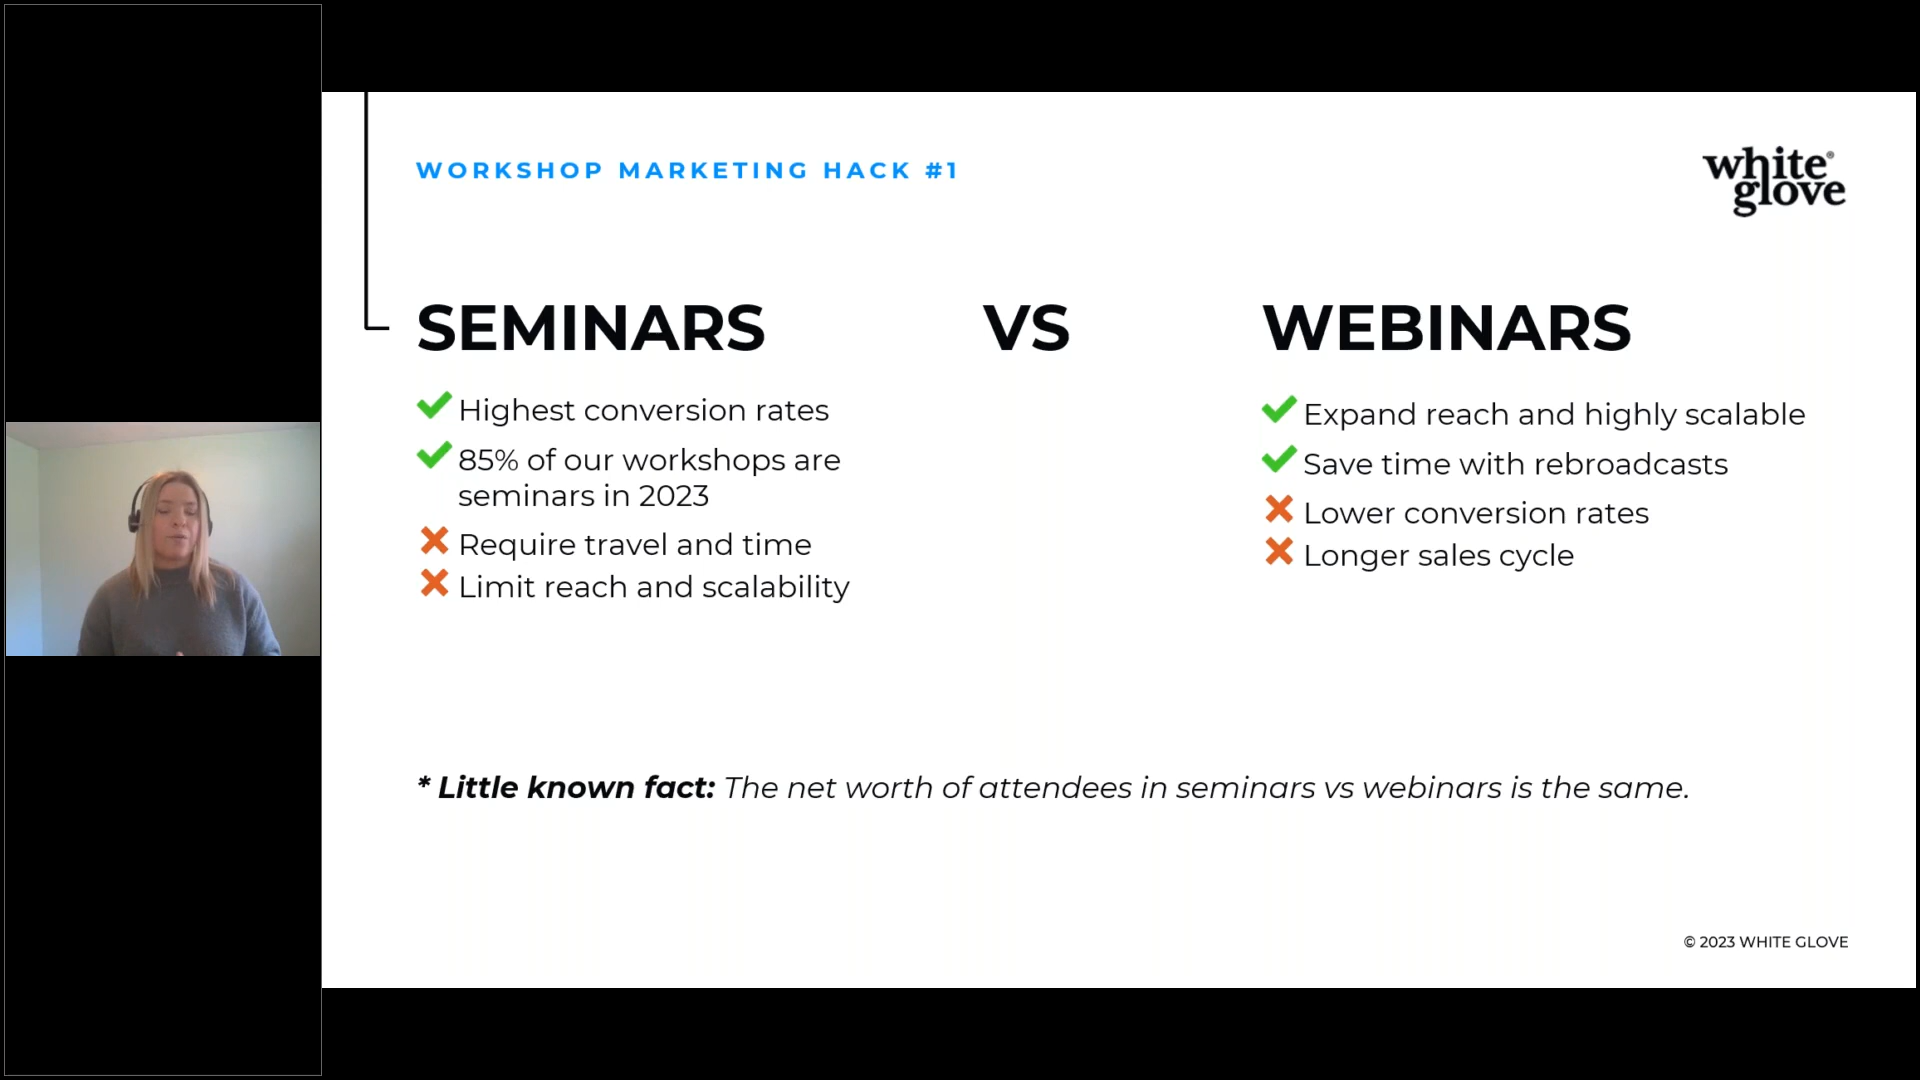 WORKSHOP MARKETING HACK #1
white®
glove
SEMINARS VS WEBINARS
Highest conversion rates
85% of our workshops are
seminars in 2023
Require travel and time
Limit reach and scalability
Expand reach and highly scalable
Save time with rebroadcasts
Lower conversion rates
Longer sales cycle
* Little known fact: The net worth of attendees in seminars vs webinars is the same.
© 2023 WHITE GLOVE